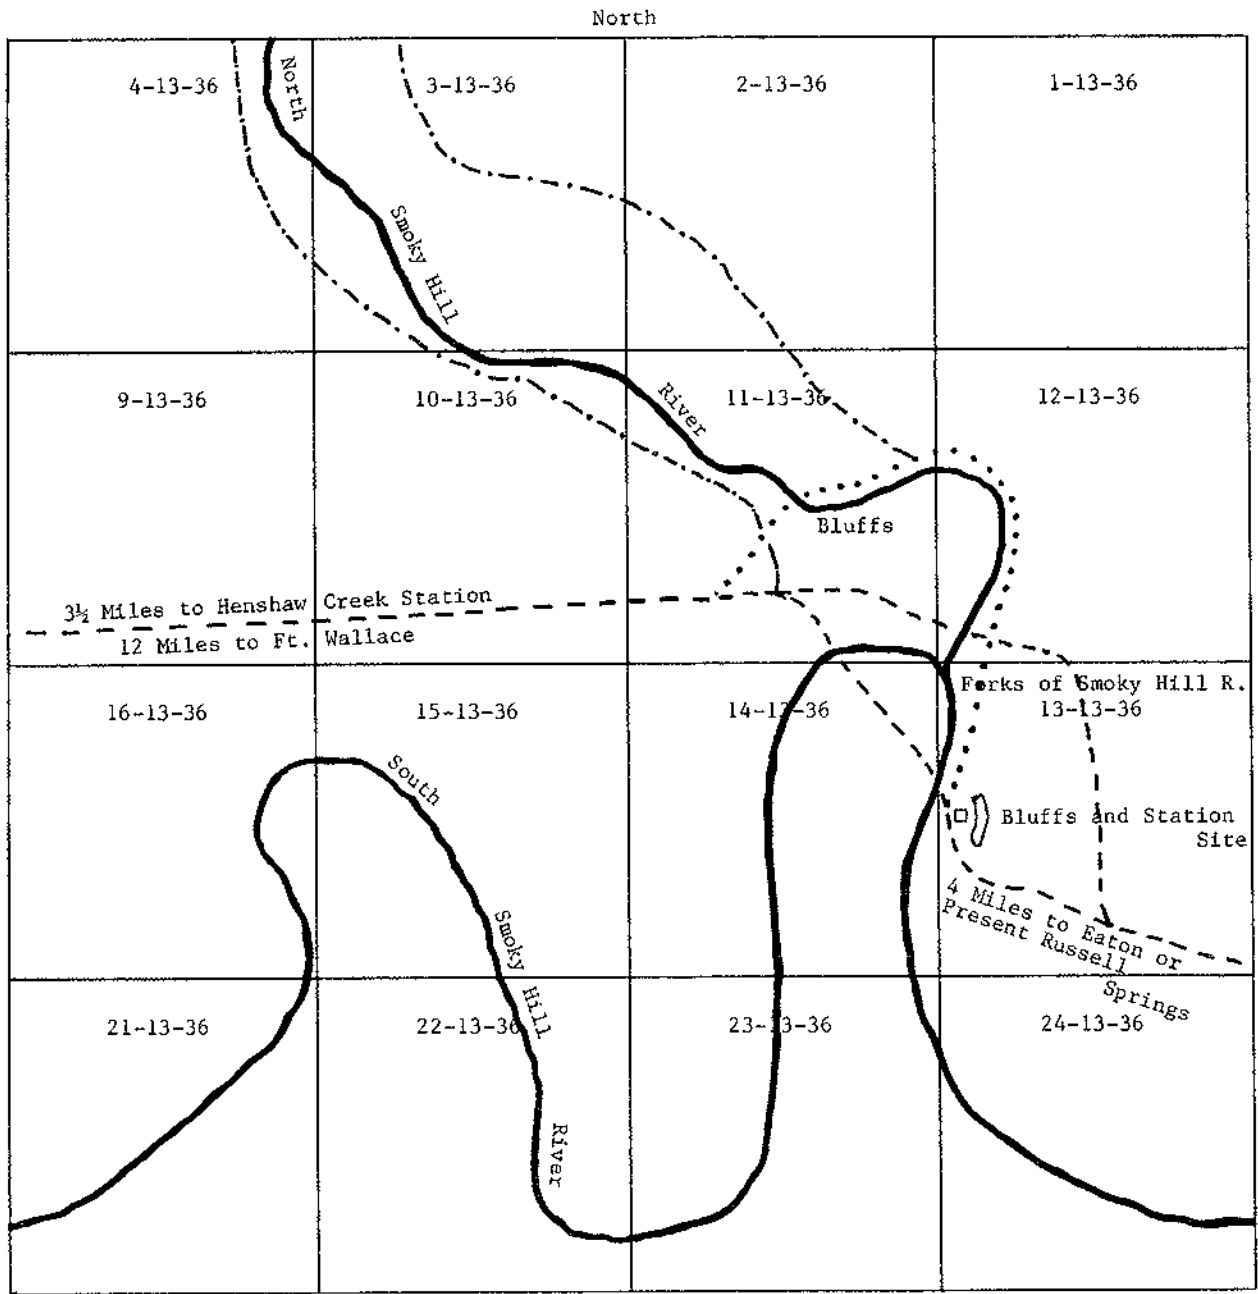 North
4-13-36
3-13-36
2-13-36
1-13-36
North
Smoky Hill
River
9-13-36
10-13-36
11-13-36
12-13-36
Bluffs
3½ Miles to Henshaw Creek Station
12 Miles to Ft. Wallace
Forks of Smoky Hill R.
16-13-36
15-13-36
14-13-36
13-13-36
South
Smoky Hill
River
Bluffs and Station
Site
4 Miles to Eaton or
Present Russell
Springs
21-13-36
22-13-36
23-13-36
24-13-36